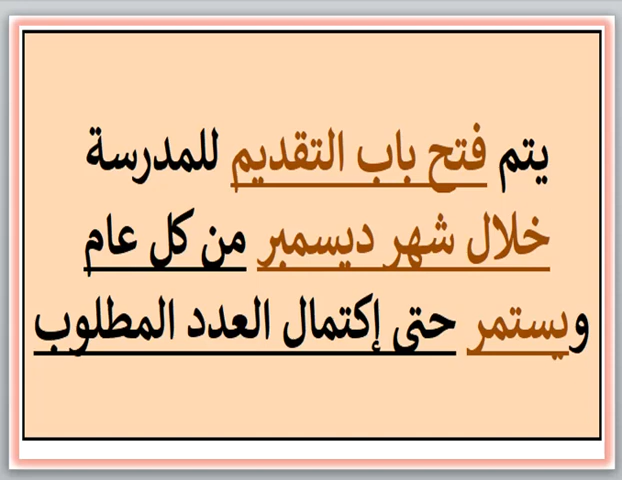 يتم فتح باب التقديم للمدرسة
خلال شهر ديسمبر من كل عام
ويستمر حتى إكتمال العدد المطلوب